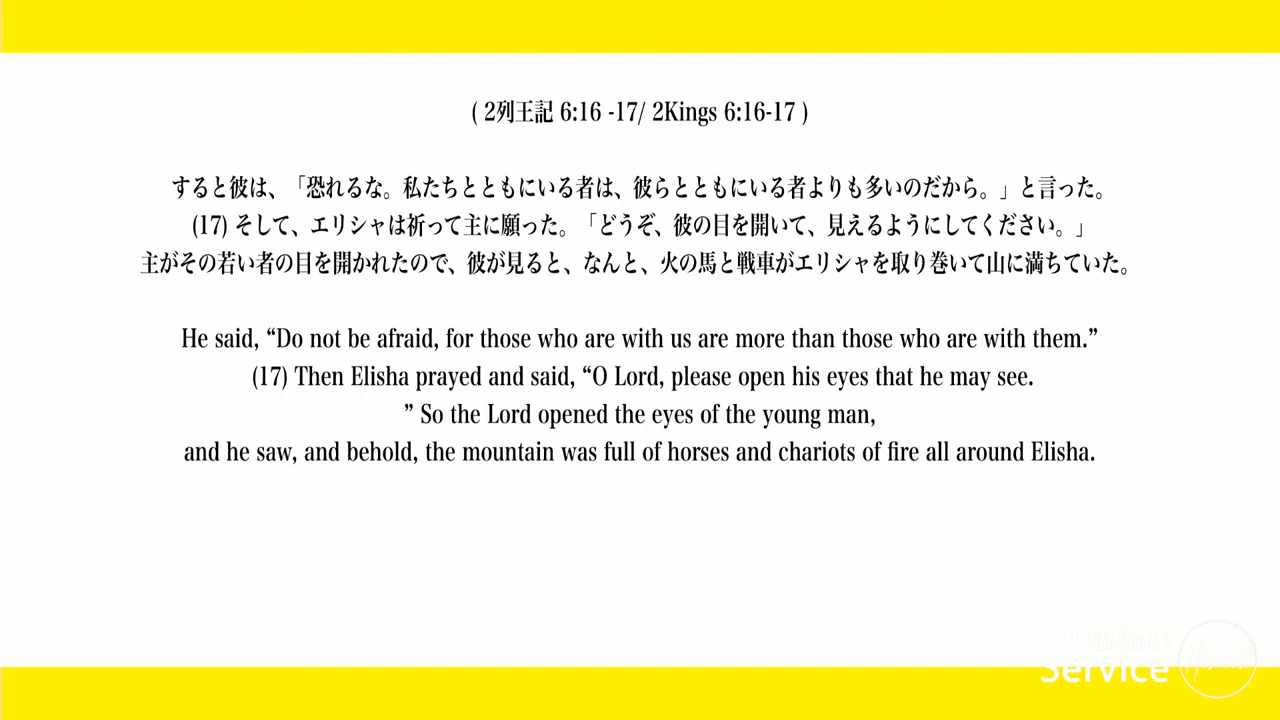 ( 2列王記 6:16 -17/ 2Kings 6:16-17 )
すると彼は、「恐れるな。私たちとともにいる者は、彼らとともにいる者よりも多いのだから。」と言った。
(17) そして、エリシャは祈って主に願った。「どうぞ、彼の目を開いて、見えるようにしてください。」
主がその若い者の目を開かれたので、彼が見ると、なんと、火の馬と戦車がエリシャを取り巻いて山に満ちていた。
He said, “Do not be afraid, for those who are with us are more than those who are with them.”
(17) Then Elisha prayed and said, “O Lord, please open his eyes that he may see.
” So the Lord opened the eyes of the young man,
and he saw, and behold, the mountain was full of horses and chariots of fire all around Elisha.
Service